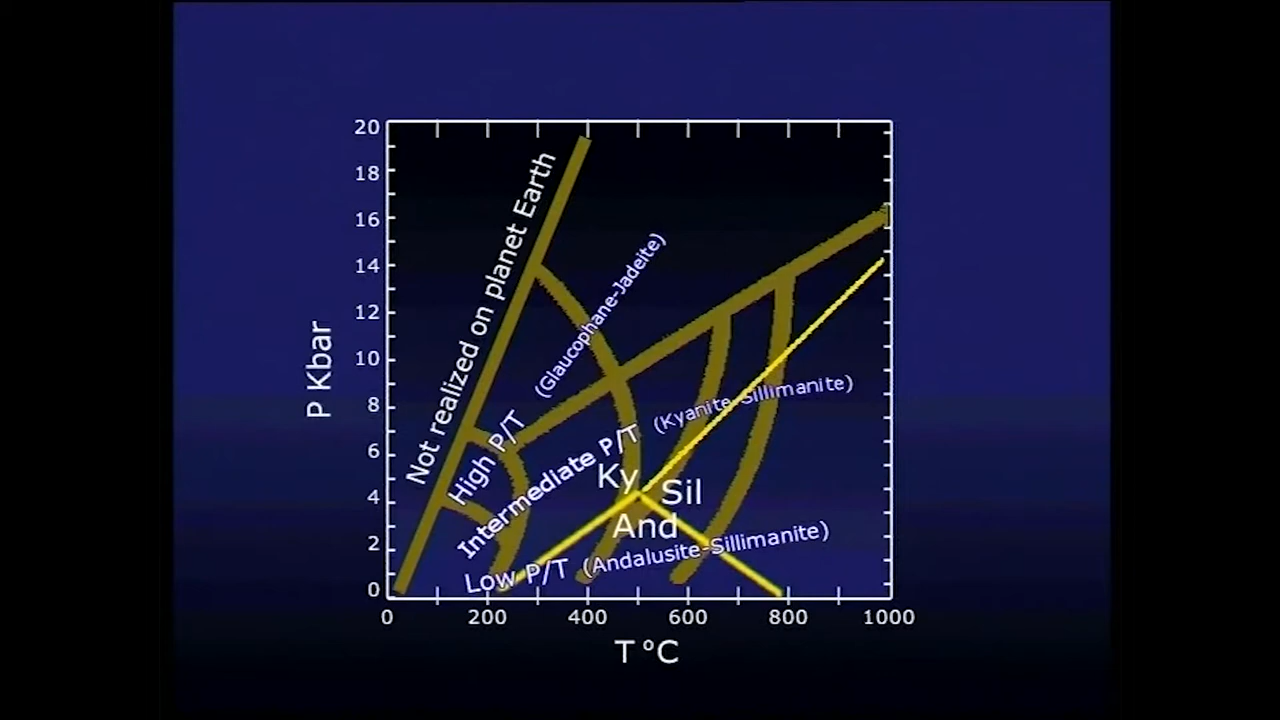 20
18
16
14
12
10
8
6
4
2
0
P Kbar
Not realized on planet Earth
High P/T (Glaucophane-Jadeite)
Intermediate P/T (Kyanite-Sillimanite)
Ky
Sil
And
Low P/T (Andalusite-Sillimanite)
0 200 400 600 800 1000
T °C